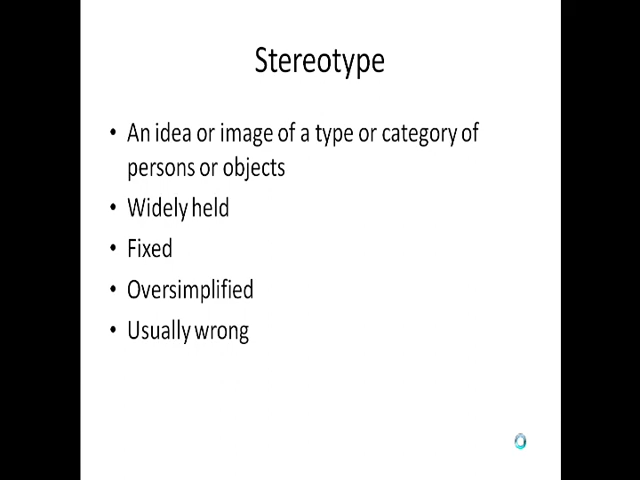 Stereotype
• An idea or image of a type or category of
persons or objects
• Widely held
• Fixed
• Oversimplified
• Usually wrong